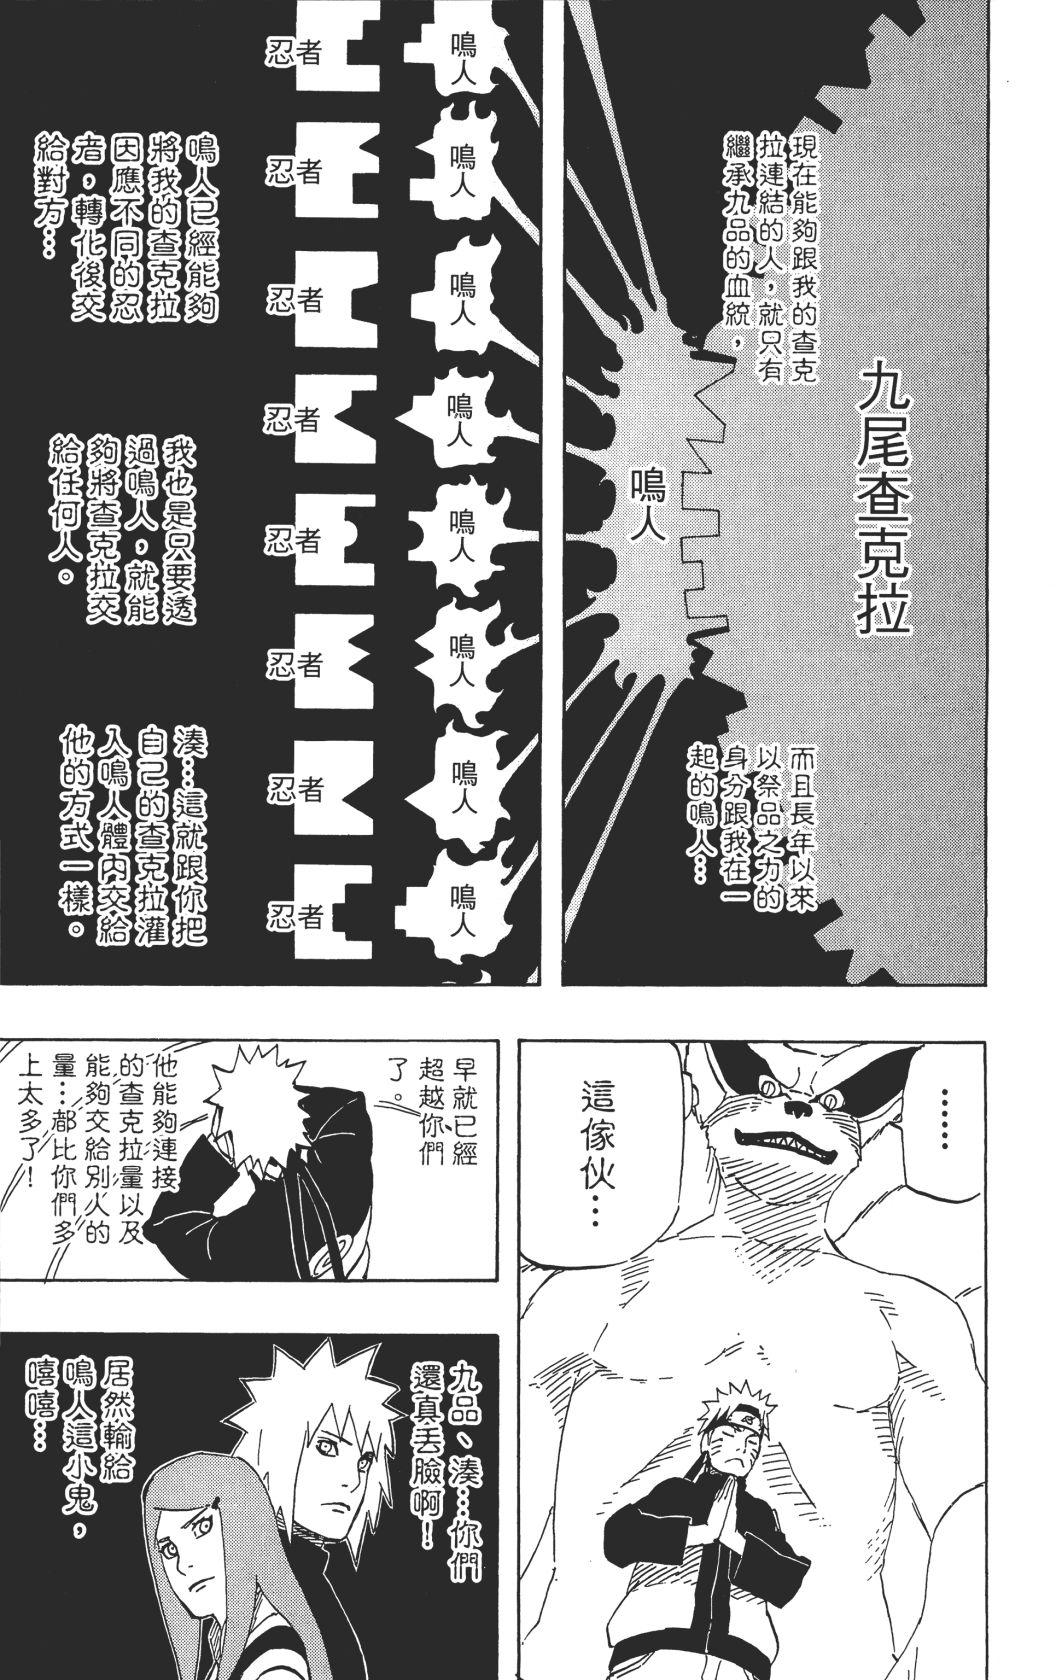 現在能夠跟我的查克
拉連結的人，就只有
繼承九品的血統，
九尾查克拉
鳴人
而且長年以來
以祭品之力的
身分跟我在一
起的鳴人…
鳴人
忍者
鳴人
忍者
鳴人
忍者
鳴人
忍者
鳴人
忍者
鳴人
忍者
鳴人
忍者
鳴人
忍者
鳴人已經能夠
將我的查克拉
因應不同的忍
者，轉化後交
給對方…
我也是只要透
過鳴人，就能
夠將查克拉交
給任何人。
湊…這就跟你把
自己的查克拉灌
入鳴人體內交給
他的方式一樣。
……
這傢伙…
早就已經
超越你們
了。
他能夠連接
的查克拉量以及
能夠交給別人的
量…都比你們多
上太多了！
九品、湊…你們
還真丟臉啊！
居然輸給
鳴人這小鬼，
嘻嘻…